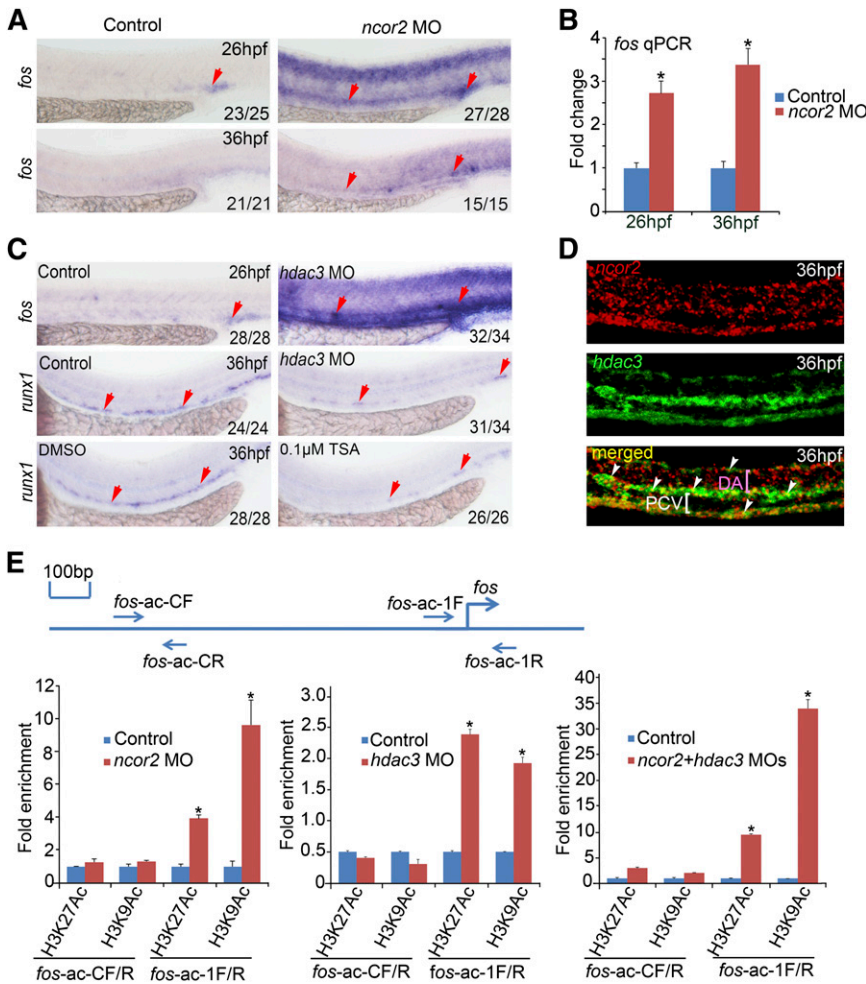 A
Control
ncor2 MO
fos
26hpf
23/25
27/28
fos
36hpf
21/21
15/15
B
fos qPCR
Fold change
4
3
2
1
0
Control
ncor2 MO
*
*
26hpf
36hpf
C
Control
26hpf
hdac3 MO
fos
28/28
32/34
Control
36hpf
hdac3 MO
runx1
24/24
31/34
DMSO
36hpf
0.1µM TSA
runx1
28/28
26/26
D
ncor2
36hpf
hdac3
36hpf
merged
36hpf
DA
PCV
E
100bp
fos-ac-CF
fos-ac-1F
fos
fos-ac-CR
fos-ac-1R
Fold enrichment
12
10
8
6
4
2
0
Control
ncor2 MO
*
*
H3K27Ac
H3K9Ac
H3K27Ac
H3K9Ac
fos-ac-CF/R
fos-ac-1F/R
Fold enrichment
3.0
2.5
2.0
1.5
1.0
0.5
0
Control
hdac3 MO
*
*
H3K27Ac
H3K9Ac
H3K27Ac
H3K9Ac
fos-ac-CF/R
fos-ac-1F/R
Fold enrichment
35
30
25
20
15
10
5
0
Control
ncor2+hdac3 MOs
*
*
H3K27Ac
H3K9Ac
H3K27Ac
H3K9Ac
fos-ac-CF/R
fos-ac-1F/R